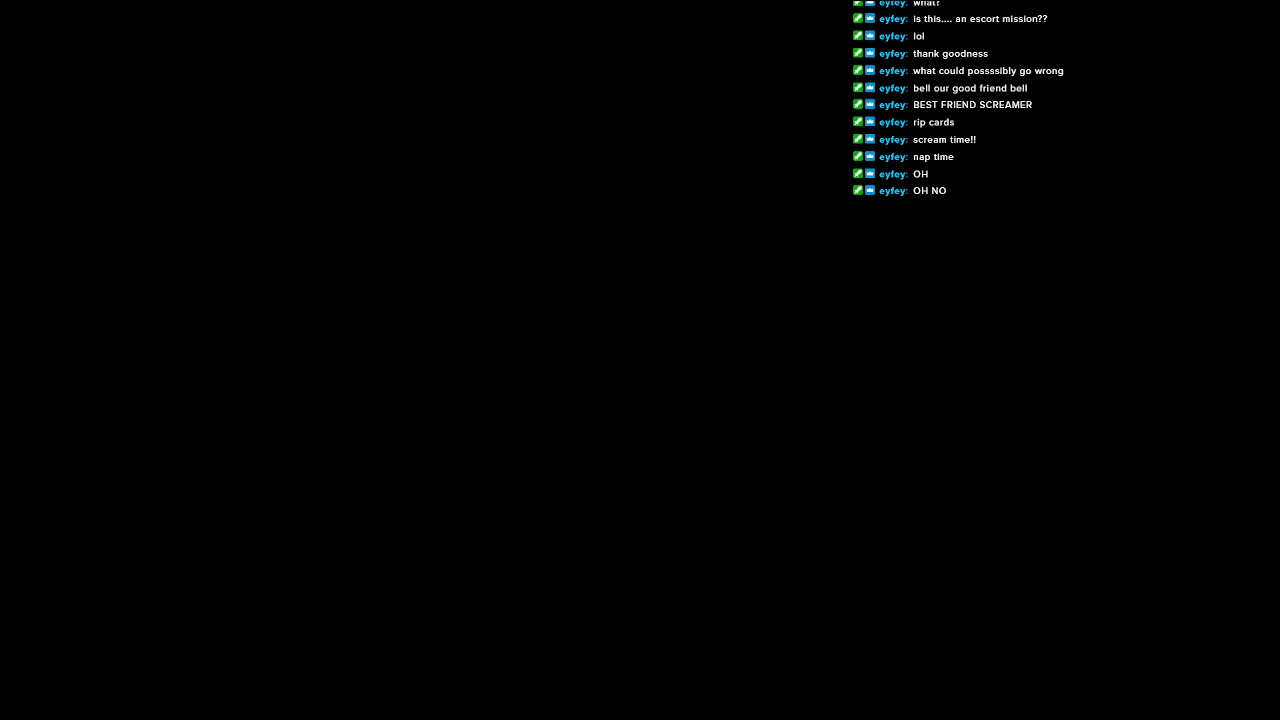 eyfey: what?
eyfey: is this.... an escort mission??
eyfey: lol
eyfey: thank goodness
eyfey: what could possssibly go wrong
eyfey: bell our good friend bell
eyfey: BEST FRIEND SCREAMER
eyfey: rip cards
eyfey: scream time!!
eyfey: nap time
eyfey: OH
eyfey: OH NO